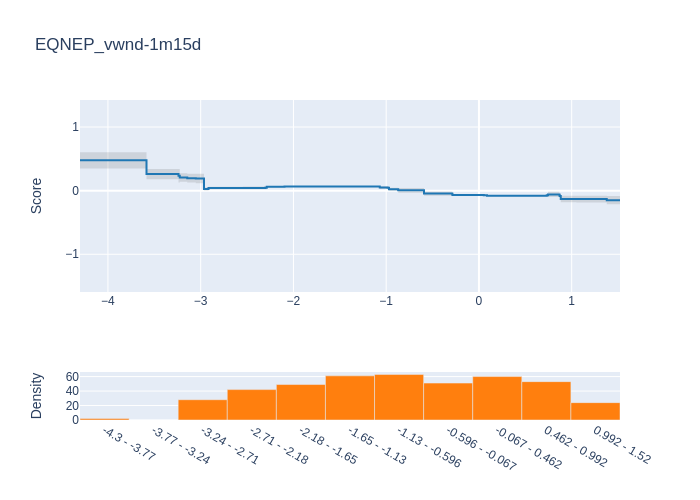 EQNEP_vwnd-1m15d
Score
1
0
−1
−4
−3
−2
−1
0
1
Density
60
40
20
0
-4.3 - -3.77
-3.77 - -3.24
-3.24 - -2.71
-2.71 - -2.18
-2.18 - -1.65
-1.65 - -1.13
-1.13 - -0.596
-0.596 - -0.067
-0.067 - 0.462
0.462 - 0.992
0.992 - 1.52